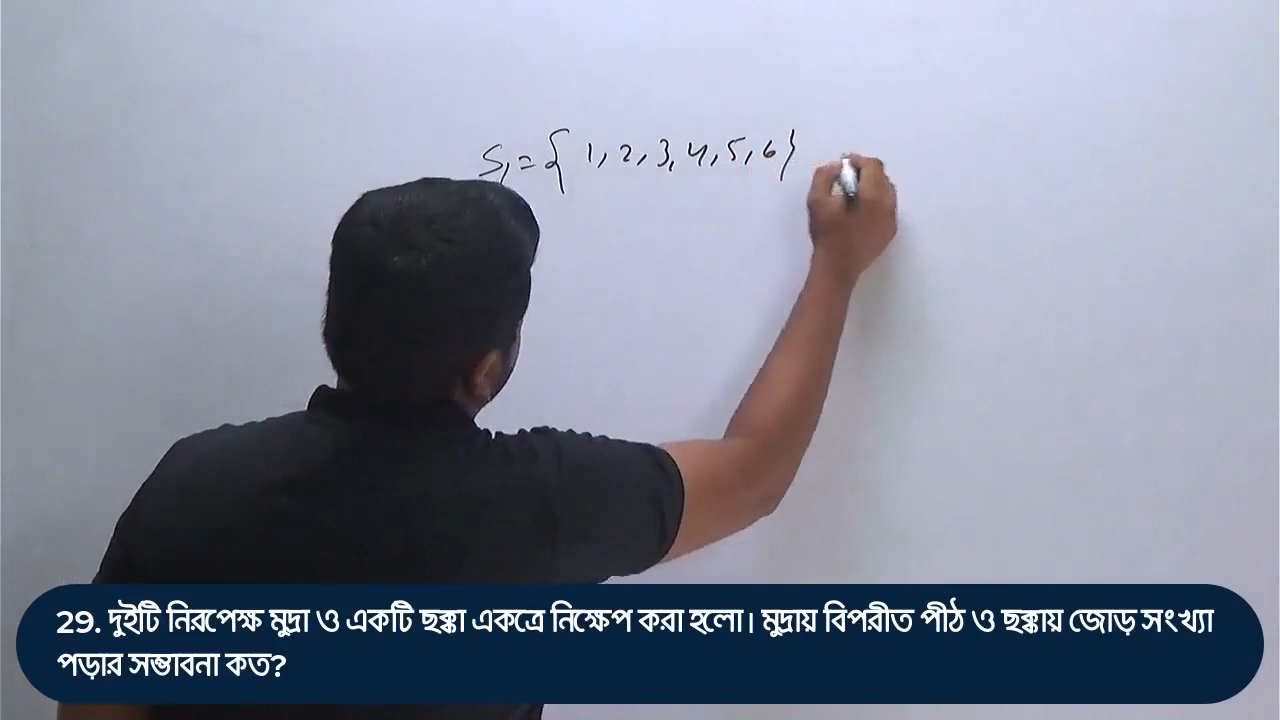 S₁ = { 1, 2, 3, 4, 5, 6}
29. দুইটি নিরপেক্ষ মুদ্রা ও একটি ছক্কা একত্রে নিক্ষেপ করা হলো। মুদ্রায় বিপরীত পীঠ ও ছক্কায় জোড় সংখ্যা
পড়ার সম্ভাবনা কত?